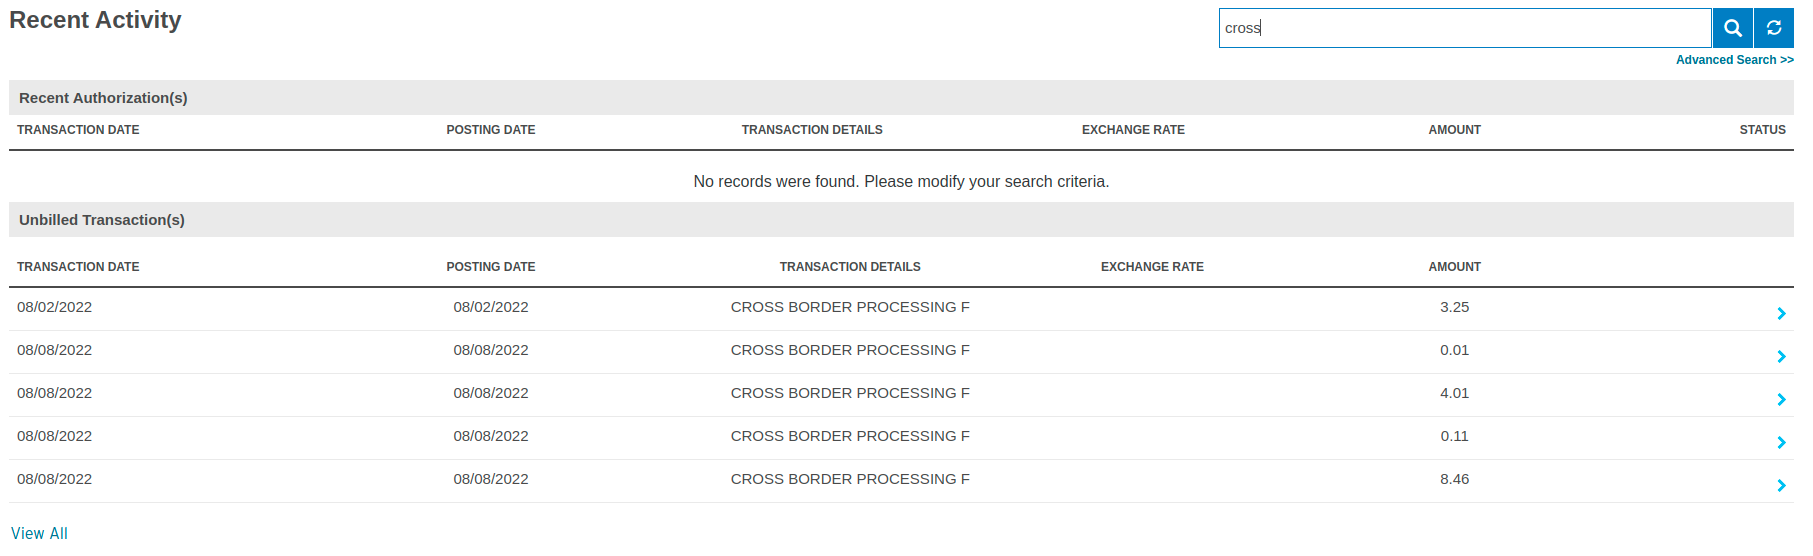 Recent Activity
cross
Advanced Search >>
Recent Authorization(s)
TRANSACTION DATE POSTING DATE TRANSACTION DETAILS EXCHANGE RATE AMOUNT STATUS
No records were found. Please modify your search criteria.
Unbilled Transaction(s)
TRANSACTION DATE POSTING DATE TRANSACTION DETAILS EXCHANGE RATE AMOUNT
08/02/2022 08/02/2022 CROSS BORDER PROCESSING F 3.25
08/08/2022 08/08/2022 CROSS BORDER PROCESSING F 0.01
08/08/2022 08/08/2022 CROSS BORDER PROCESSING F 4.01
08/08/2022 08/08/2022 CROSS BORDER PROCESSING F 0.11
08/08/2022 08/08/2022 CROSS BORDER PROCESSING F 8.46
View All